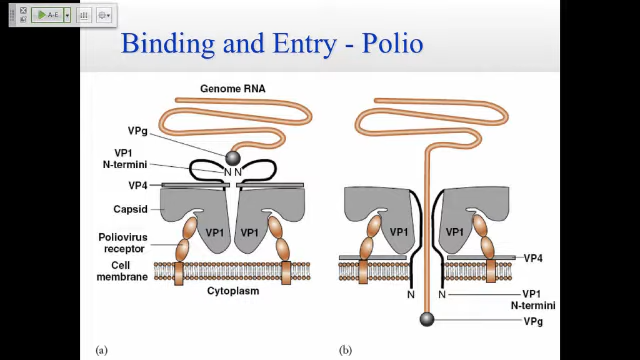 A-E
Binding and Entry - Polio
Genome RNA
VPg
VP1
N-termini
N N
VP4
Capsid
VP1 VP1
Poliovirus
receptor
Cell
membrane
Cytoplasm
(a)
VP1 VP1
VP4
N N
VP1
N-termini
VPg
(b)